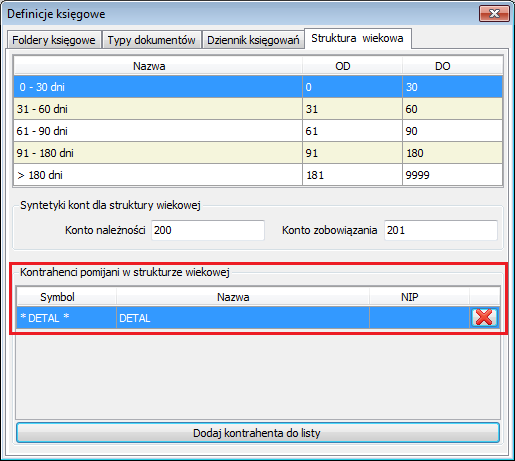 Definicje księgowe
Foldery księgowe Typy dokumentów Dziennik księgowań Struktura wiekowa
Nazwa OD DO
0 - 30 dni 0 30
31 - 60 dni 31 60
61 - 90 dni 61 90
91 - 180 dni 91 180
> 180 dni 181 9999
Syntetyki kont dla struktury wiekowej
Konto należności 200 Konto zobowiązania 201
Kontrahenci pomijani w strukturze wiekowej
Symbol Nazwa NIP
* DETAL * DETAL
Dodaj kontrahenta do listy